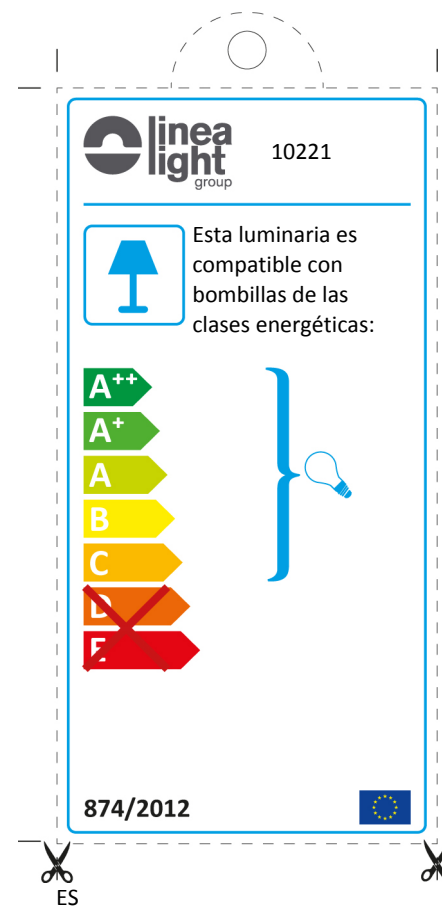 linea
light
group
10221
Esta luminaria es
compatible con
bombillas de las
clases energéticas:
A++
A+
A
B
C
D
E
874/2012
ES